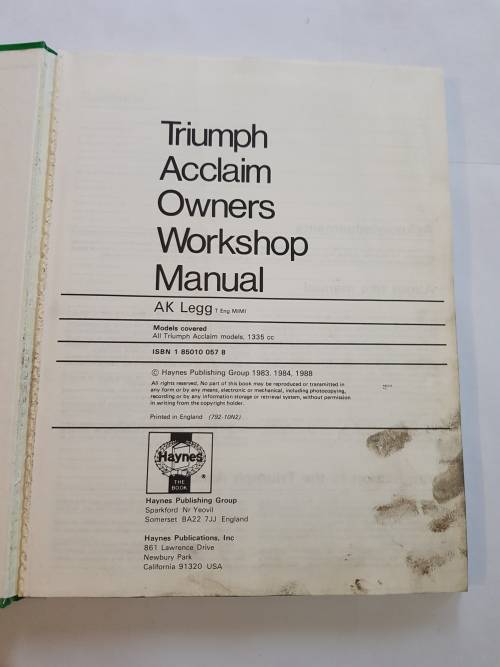 Triumph
Acclaim
Owners
Workshop
Manual
AK Legg T Eng MIMI
Models covered
All Triumph Acclaim models, 1335 cc
ISBN 1 85010 057 8
© Haynes Publishing Group 1983, 1984, 1988
All rights reserved. No part of this book may be reproduced or transmitted in
any form or by any means, electronic or mechanical, including photocopying,
recording or by any information storage or retrieval system, without permission
in writing from the copyright holder.
Printed in England (792-10N2)
Haynes
THE
BOOK
®
Haynes Publishing Group
Sparkford Nr Yeovil
Somerset BA22 7JJ England
Haynes Publications, Inc
861 Lawrence Drive
Newbury Park
California 91320 USA